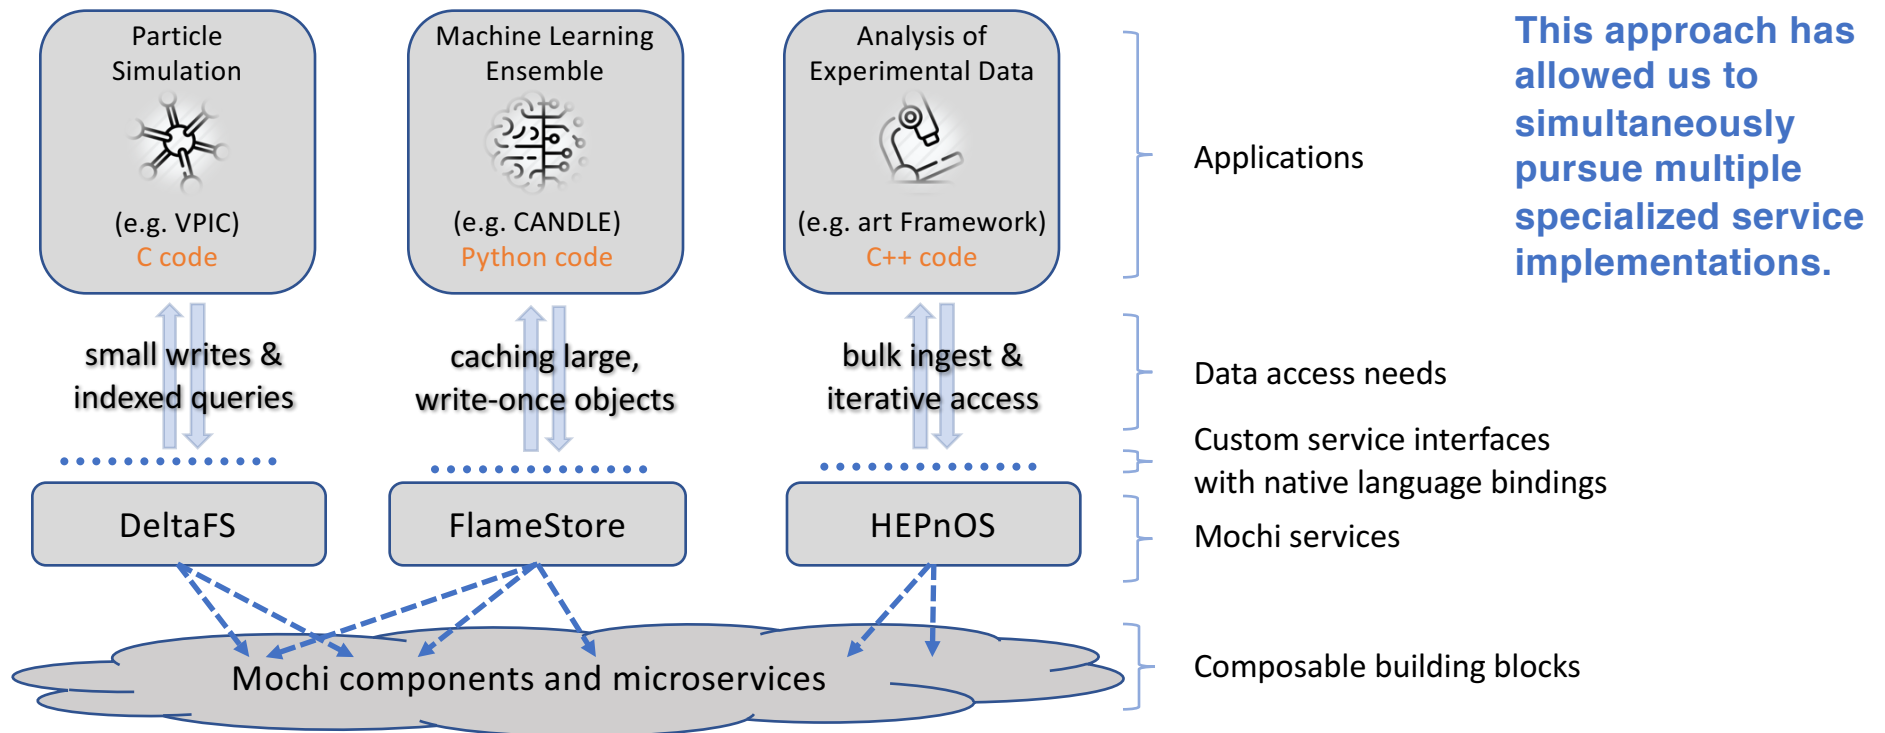 Particle
Simulation
(e.g. VPIC)
C code
Machine Learning
Ensemble
(e.g. CANDLE)
Python code
Analysis of
Experimental Data
(e.g. art Framework)
C++ code
Applications
This approach has
allowed us to
simultaneously
pursue multiple
specialized service
implementations.
small writes &
indexed queries
caching large,
write-once objects
bulk ingest &
iterative access
Data access needs
Custom service interfaces
with native language bindings
DeltaFS
FlameStore
HEPnOS
Mochi services
Mochi components and microservices
Composable building blocks